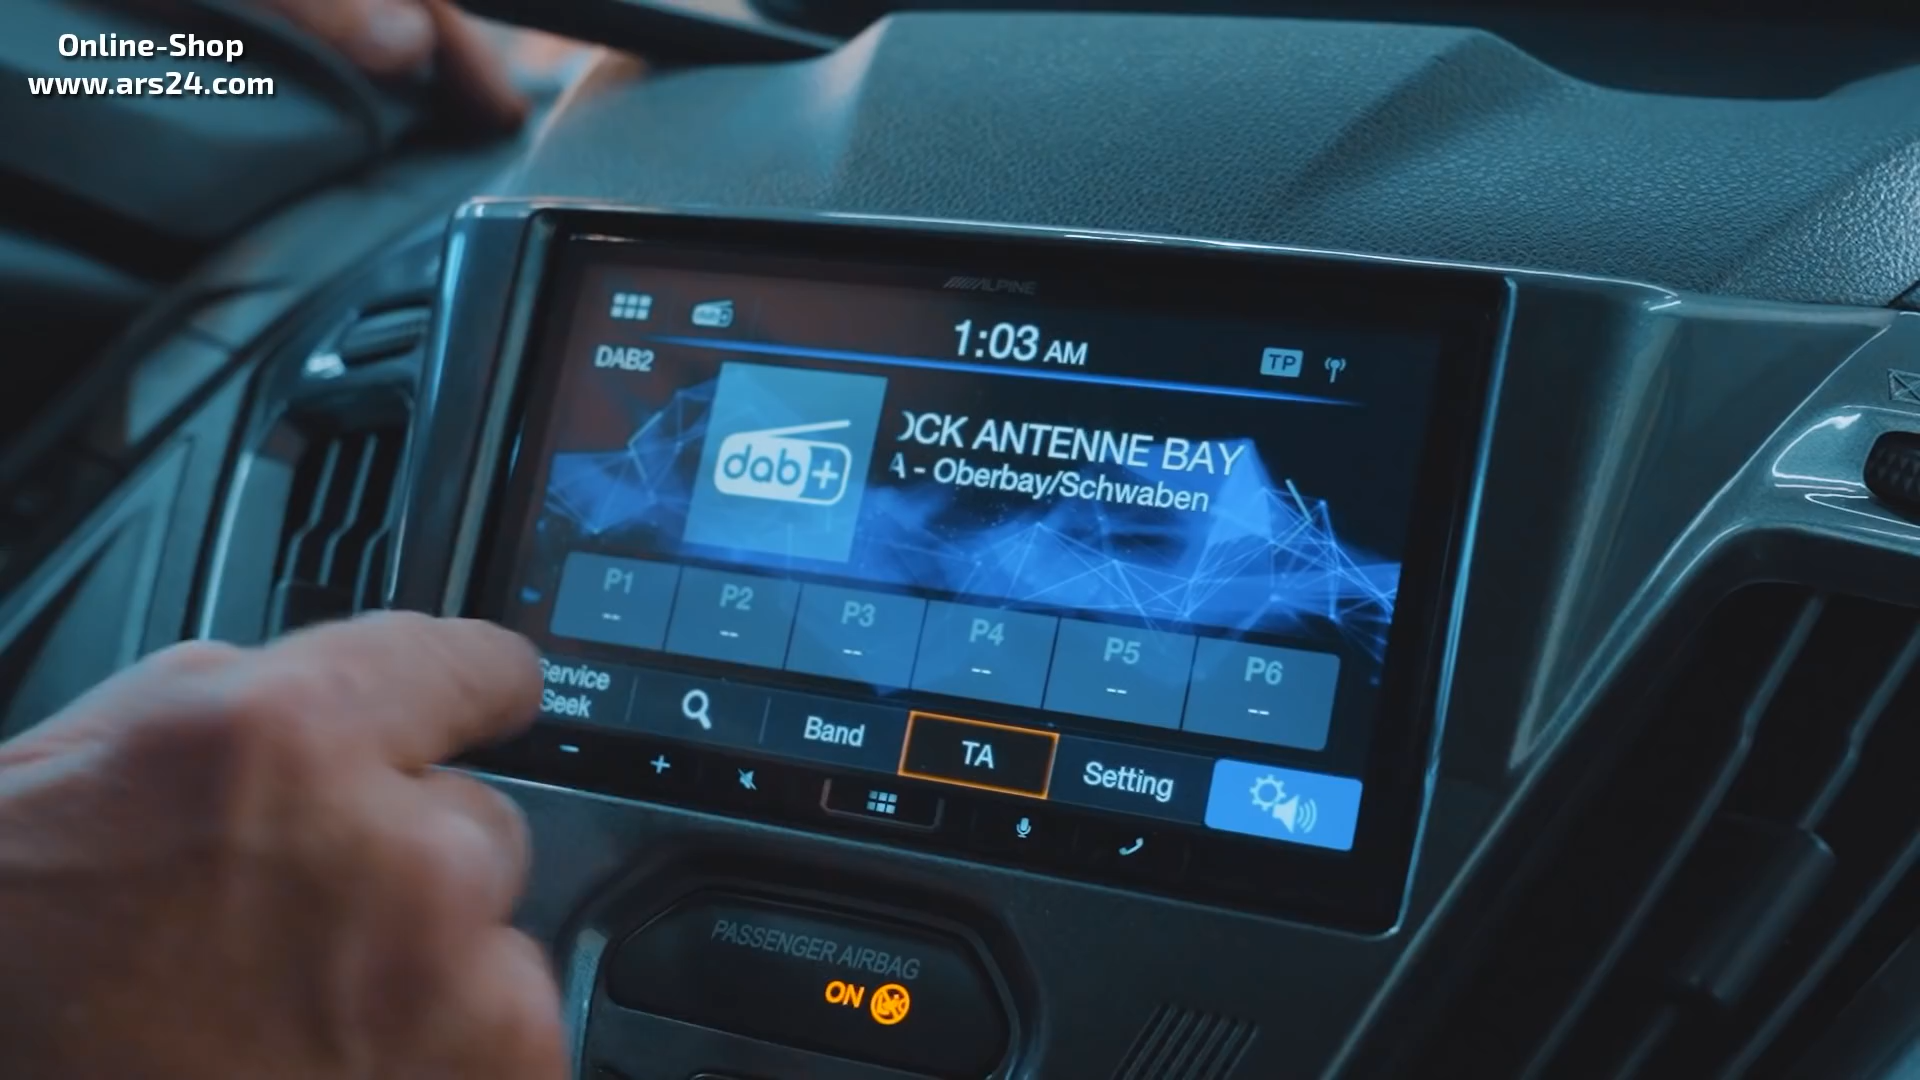 Online-Shop
www.ars24.com
ALPINE
dab
1:03 AM
TP
DAB2
dab+
OCK ANTENNE BAY
A - Oberbay/Schwaben
P1 P2 P3 P4 P5 P6
-- -- -- -- -- --
Service
Seek
Band
TA
Setting
- +
PASSENGER AIRBAG
ON